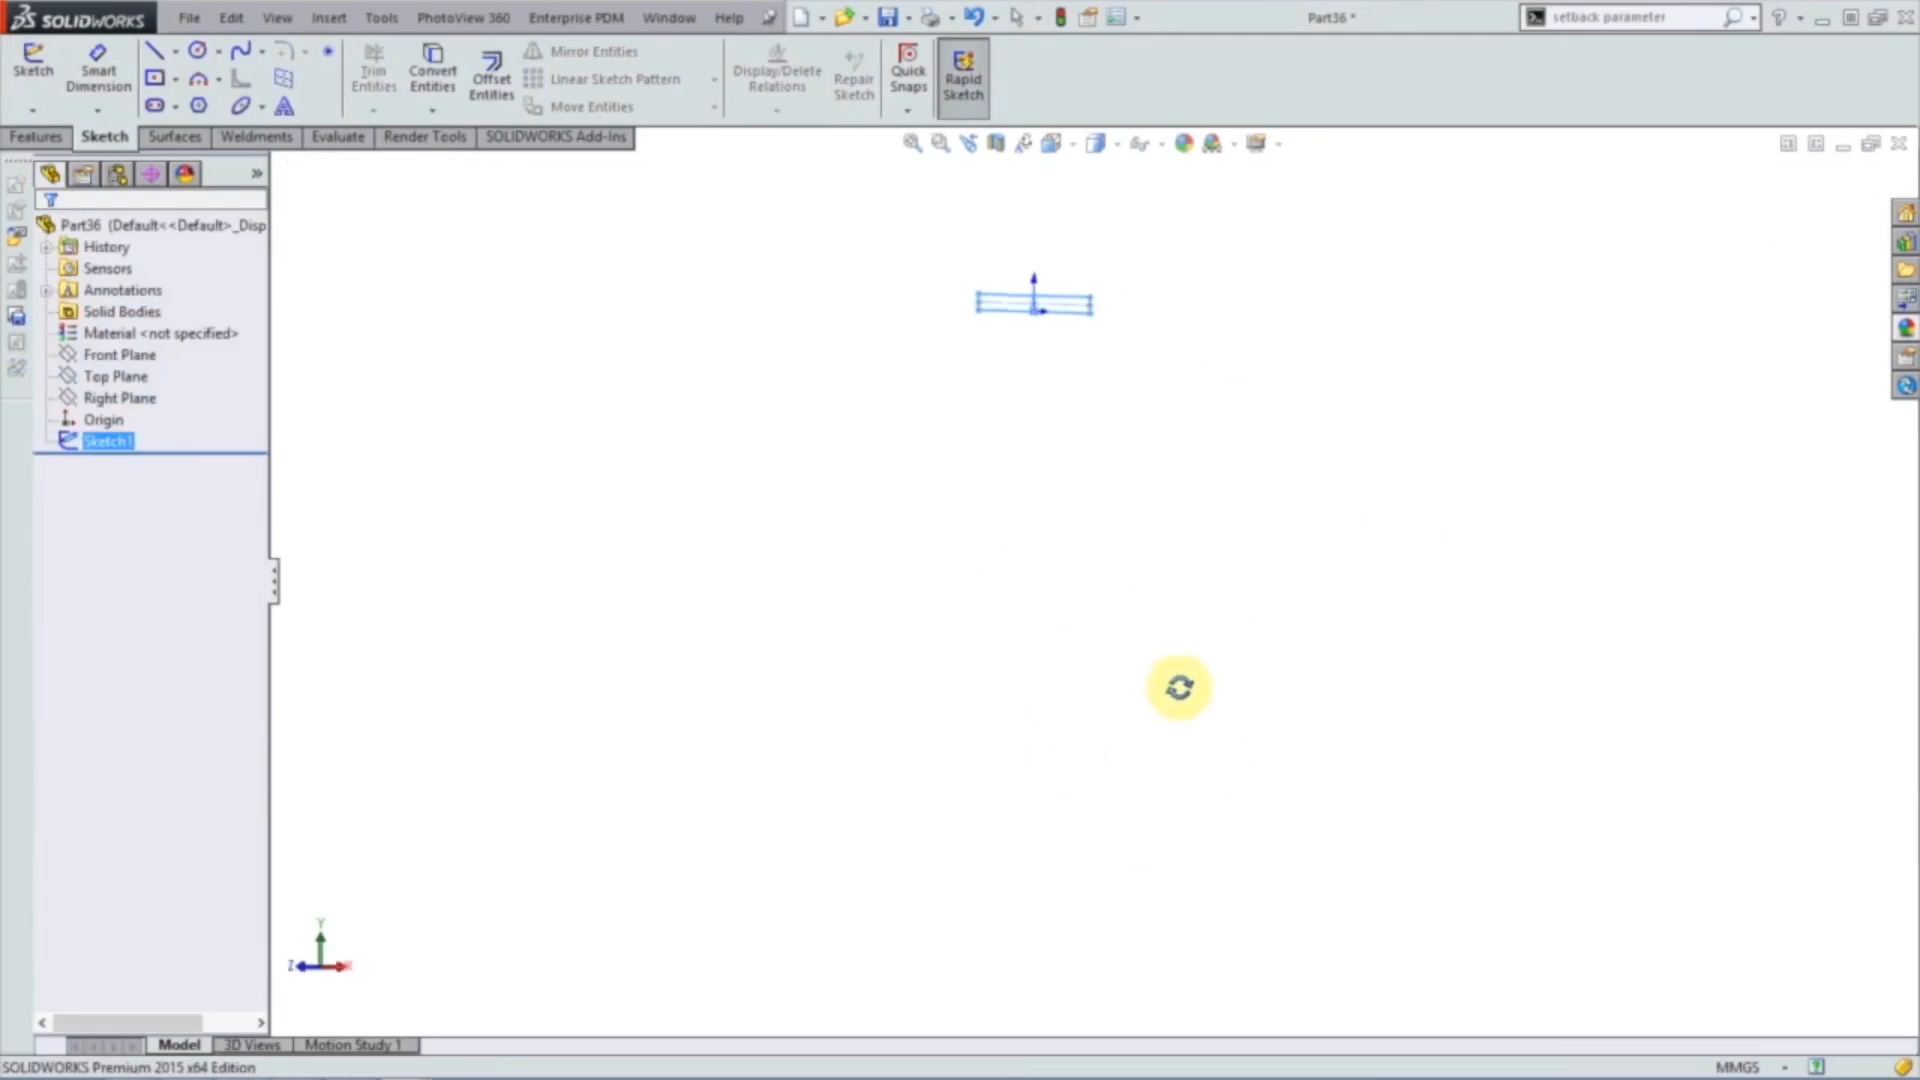 SOLIDWORKS File Edit View Insert Tools PhotoView 360 Enterprise PDM Window Help Part36 * setback parameter
Sketch
Smart Dimension
Trim Entities
Convert Entities
Offset Entities
Mirror Entities
Linear Sketch Pattern
Move Entities
Display/Delete Relations
Repair Sketch
Quick Snaps
Rapid Sketch
Features Sketch Surfaces Weldments Evaluate Render Tools SOLIDWORKS Add-Ins
Part36 (Default<<Default>_Disp
History
Sensors
Annotations
Solid Bodies
Material <not specified>
Front Plane
Top Plane
Right Plane
Origin
Sketch1
Y
Z X
Model 3D Views Motion Study 1
SOLIDWORKS Premium 2015 x64 Edition MMGS